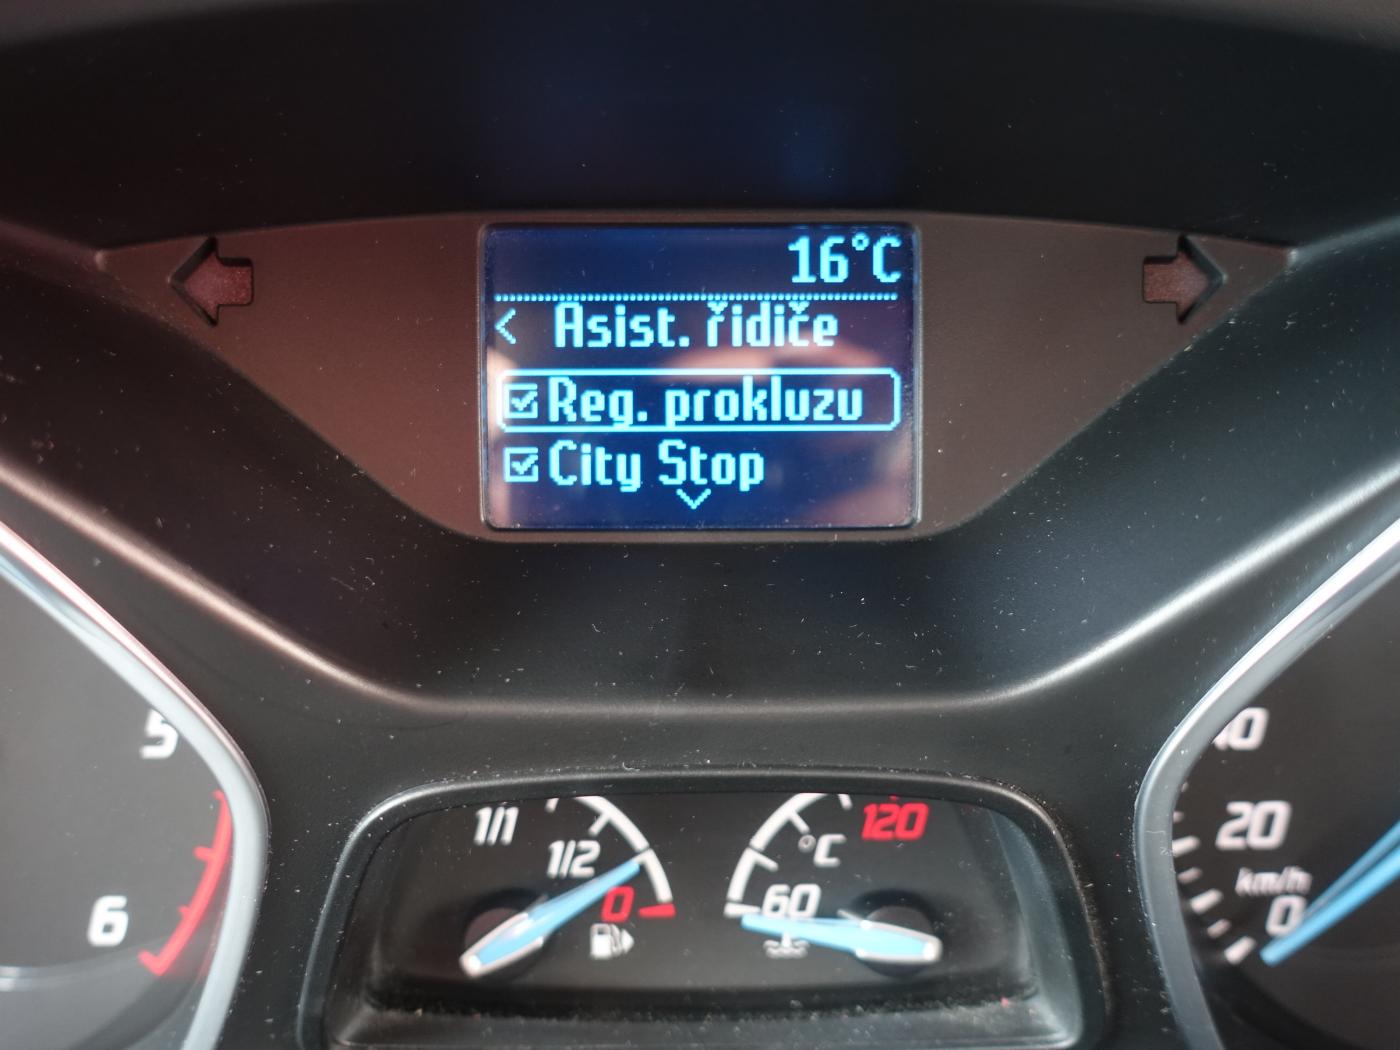 16°C
< Asist. řidiče
Reg. prokluzu
City Stop
5
6
1/1
1/2
0
°C
120
60
40
20
km/h
0